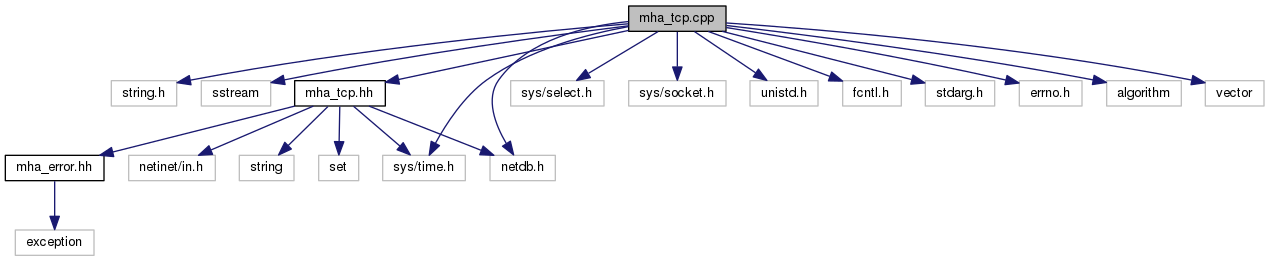 mha_tcp.cpp
string.h
sstream
mha_tcp.hh
sys/select.h
sys/socket.h
unistd.h
fcntl.h
stdarg.h
errno.h
algorithm
vector
mha_error.hh
netinet/in.h
string
set
sys/time.h
netdb.h
exception